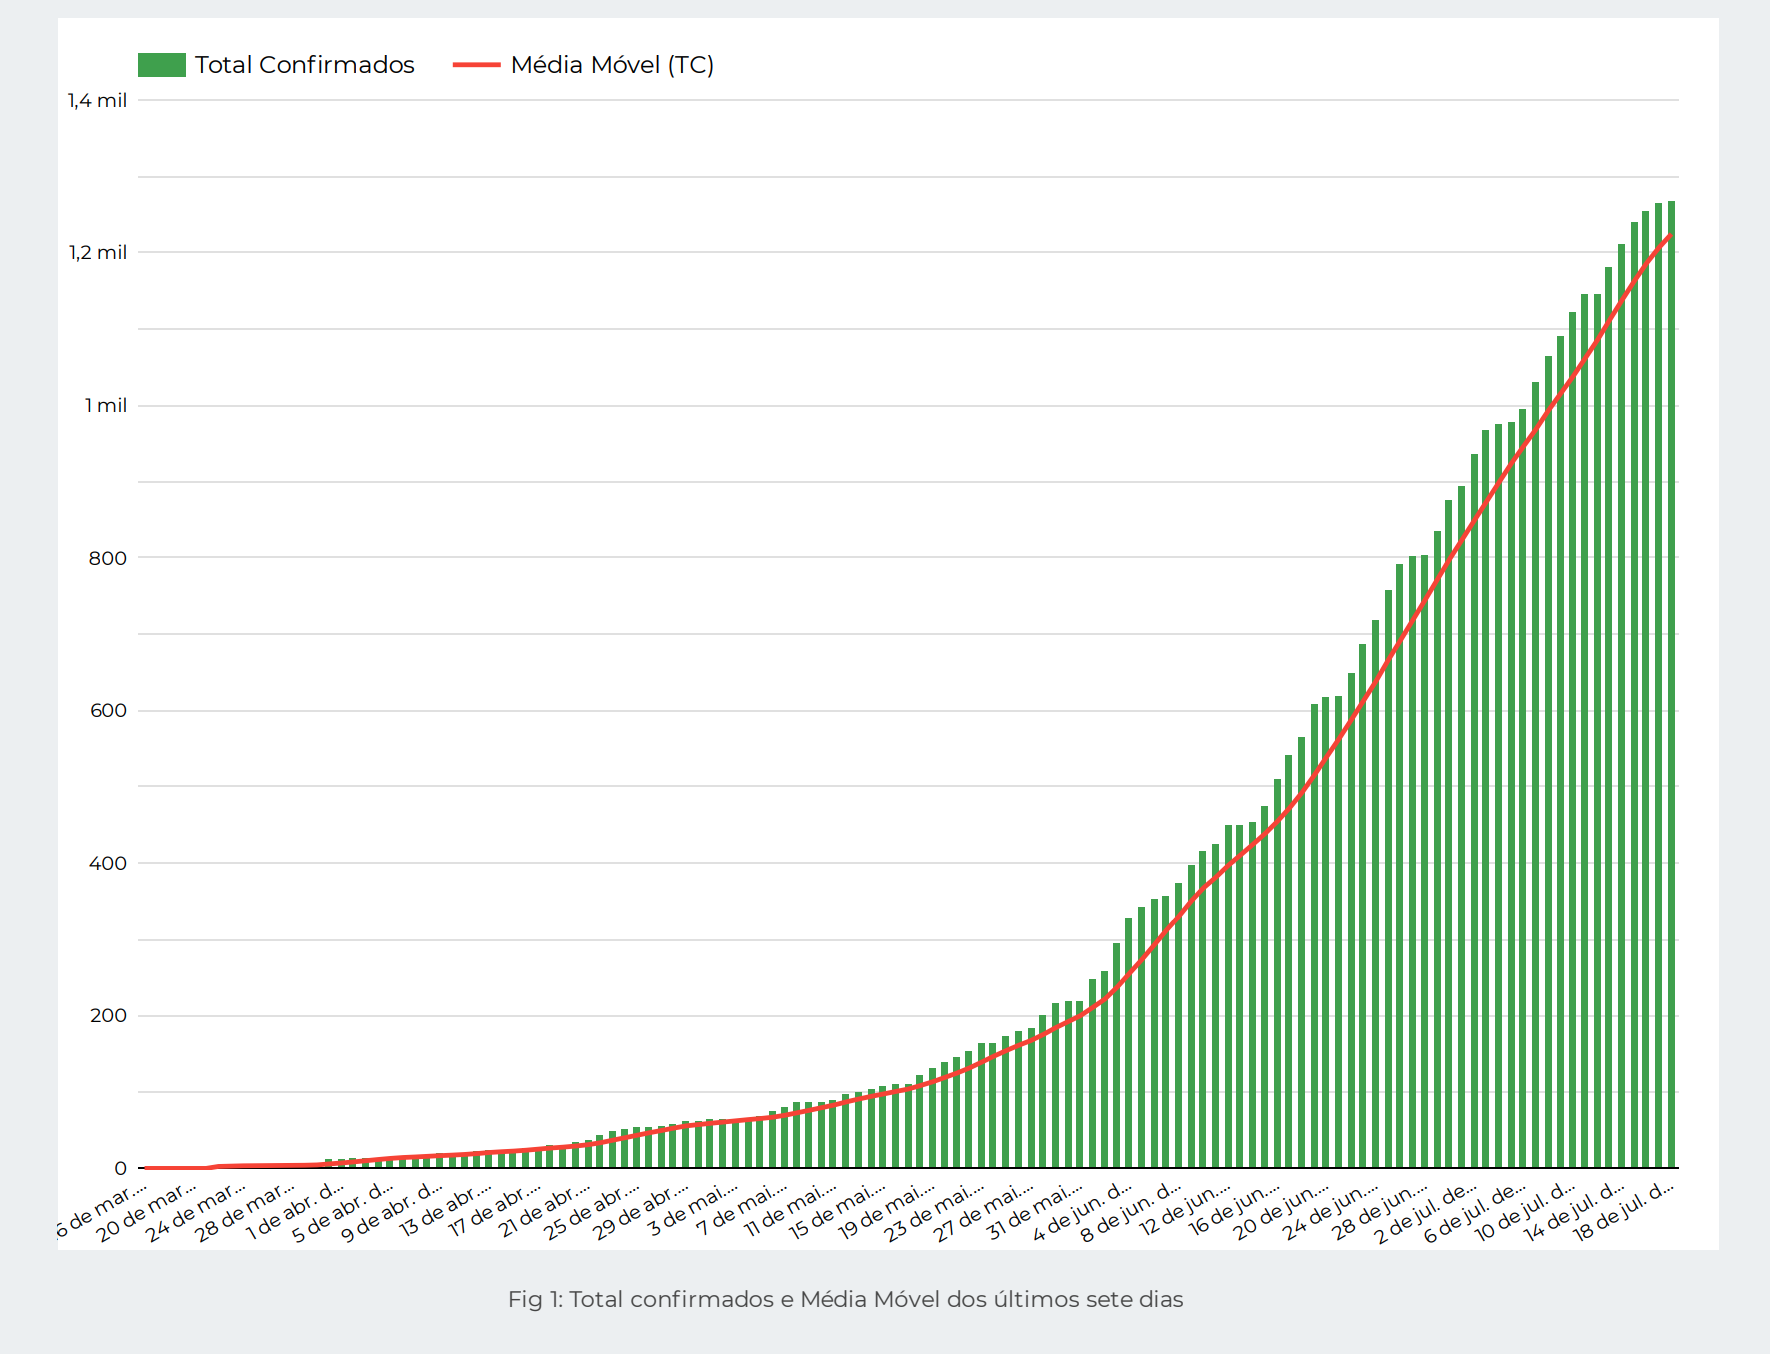 Total Confirmados Média Móvel (TC)
1,4 mil
1,2 mil
1 mil
800
600
400
200
0
6 de mar.…
20 de mar.…
24 de mar.…
28 de mar.…
1 de abr. d…
5 de abr. d…
9 de abr. d…
13 de abr.…
17 de abr.…
21 de abr.…
25 de abr.…
29 de abr.…
3 de mai.…
7 de mai.…
11 de mai.…
15 de mai.…
19 de mai.…
23 de mai.…
27 de mai.…
31 de mai.…
4 de jun. d…
8 de jun. d…
12 de jun.…
16 de jun.…
20 de jun.…
24 de jun.…
28 de jun.…
2 de jul. de…
6 de jul. de…
10 de jul. d…
14 de jul. d…
18 de jul. d…
Fig 1: Total confirmados e Média Móvel dos últimos sete dias